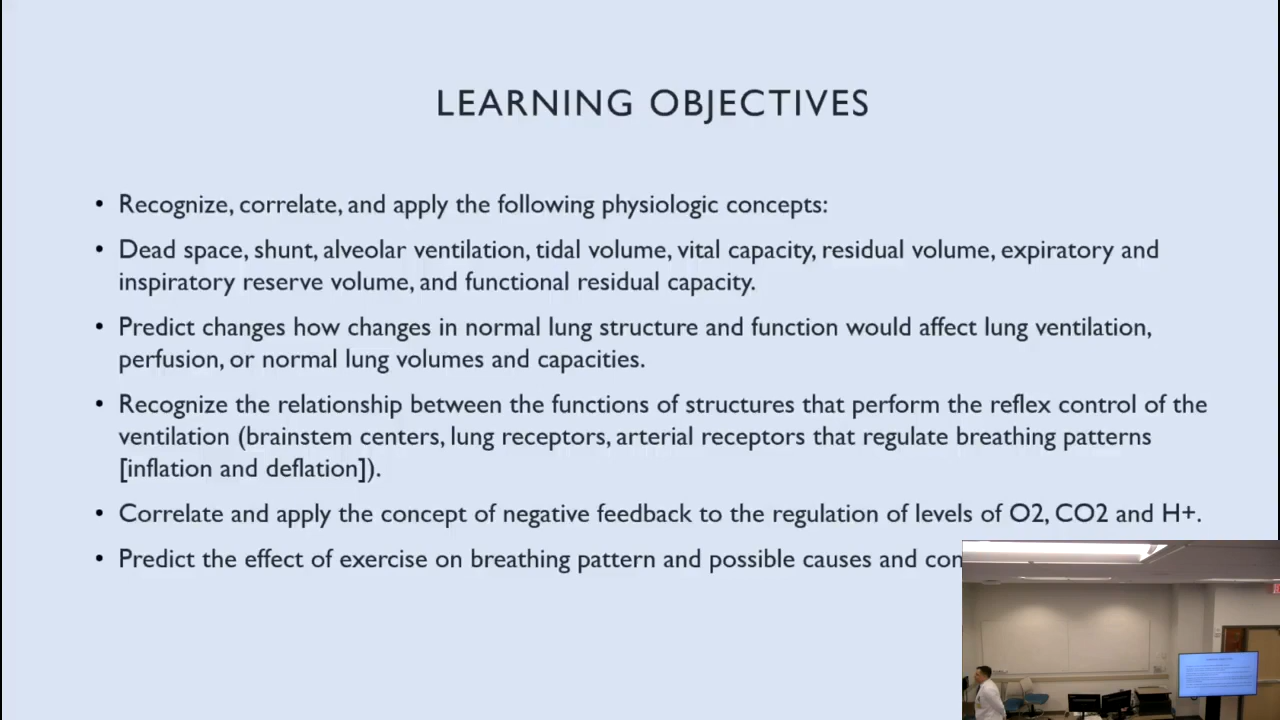 LEARNING OBJECTIVES
• Recognize, correlate, and apply the following physiologic concepts:
• Dead space, shunt, alveolar ventilation, tidal volume, vital capacity, residual volume, expiratory and
inspiratory reserve volume, and functional residual capacity.
• Predict changes how changes in normal lung structure and function would affect lung ventilation,
perfusion, or normal lung volumes and capacities.
• Recognize the relationship between the functions of structures that perform the reflex control of the
ventilation (brainstem centers, lung receptors, arterial receptors that regulate breathing patterns
[inflation and deflation]).
• Correlate and apply the concept of negative feedback to the regulation of levels of O2, CO2 and H+.
• Predict the effect of exercise on breathing pattern and possible causes and